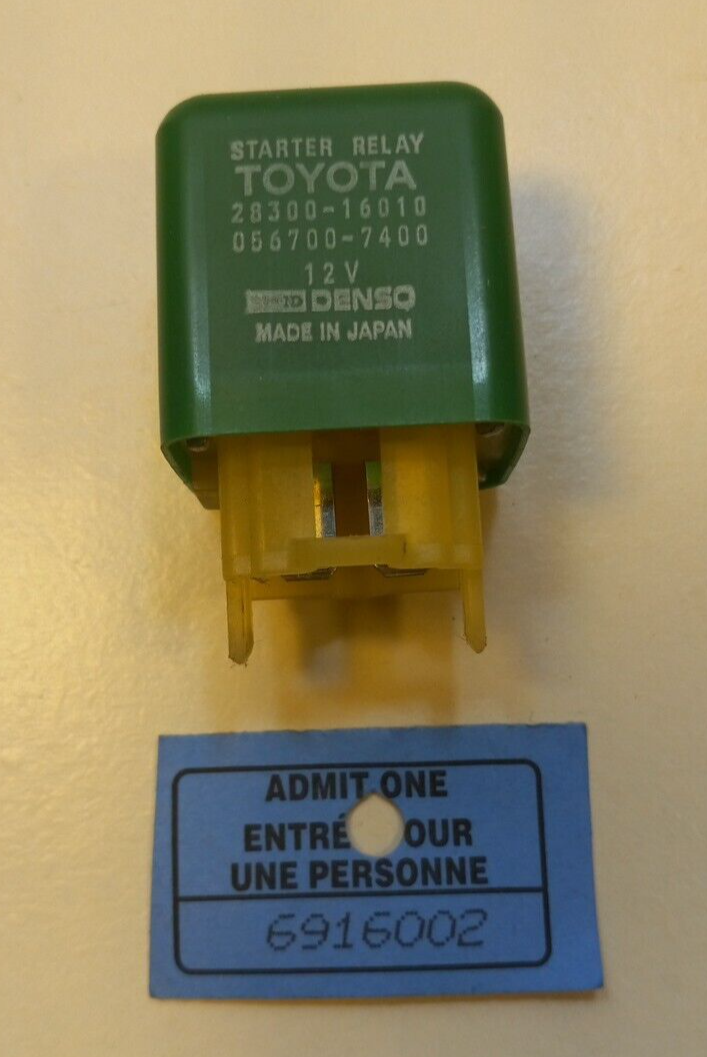 STARTER RELAY
TOYOTA
28300-16010
056700-7400
12V
DENSO
MADE IN JAPAN
ADMIT ONE
ENTRÉ OUR
UNE PERSONNE
6916002